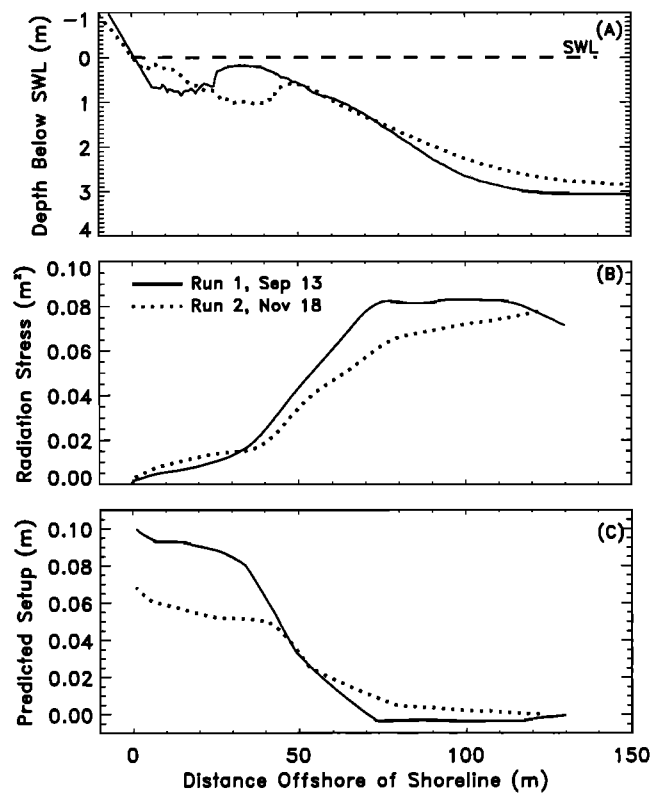 (A)
SWL
Depth Below SWL (m)
−1
0
1
2
3
4
(B)
Run 1, Sep 13
Run 2, Nov 18
Radiation Stress (m²)
0.10
0.08
0.06
0.04
0.02
0.00
(C)
Predicted Setup (m)
0.10
0.08
0.06
0.04
0.02
0.00
0 50 100 150
Distance Offshore of Shoreline (m)